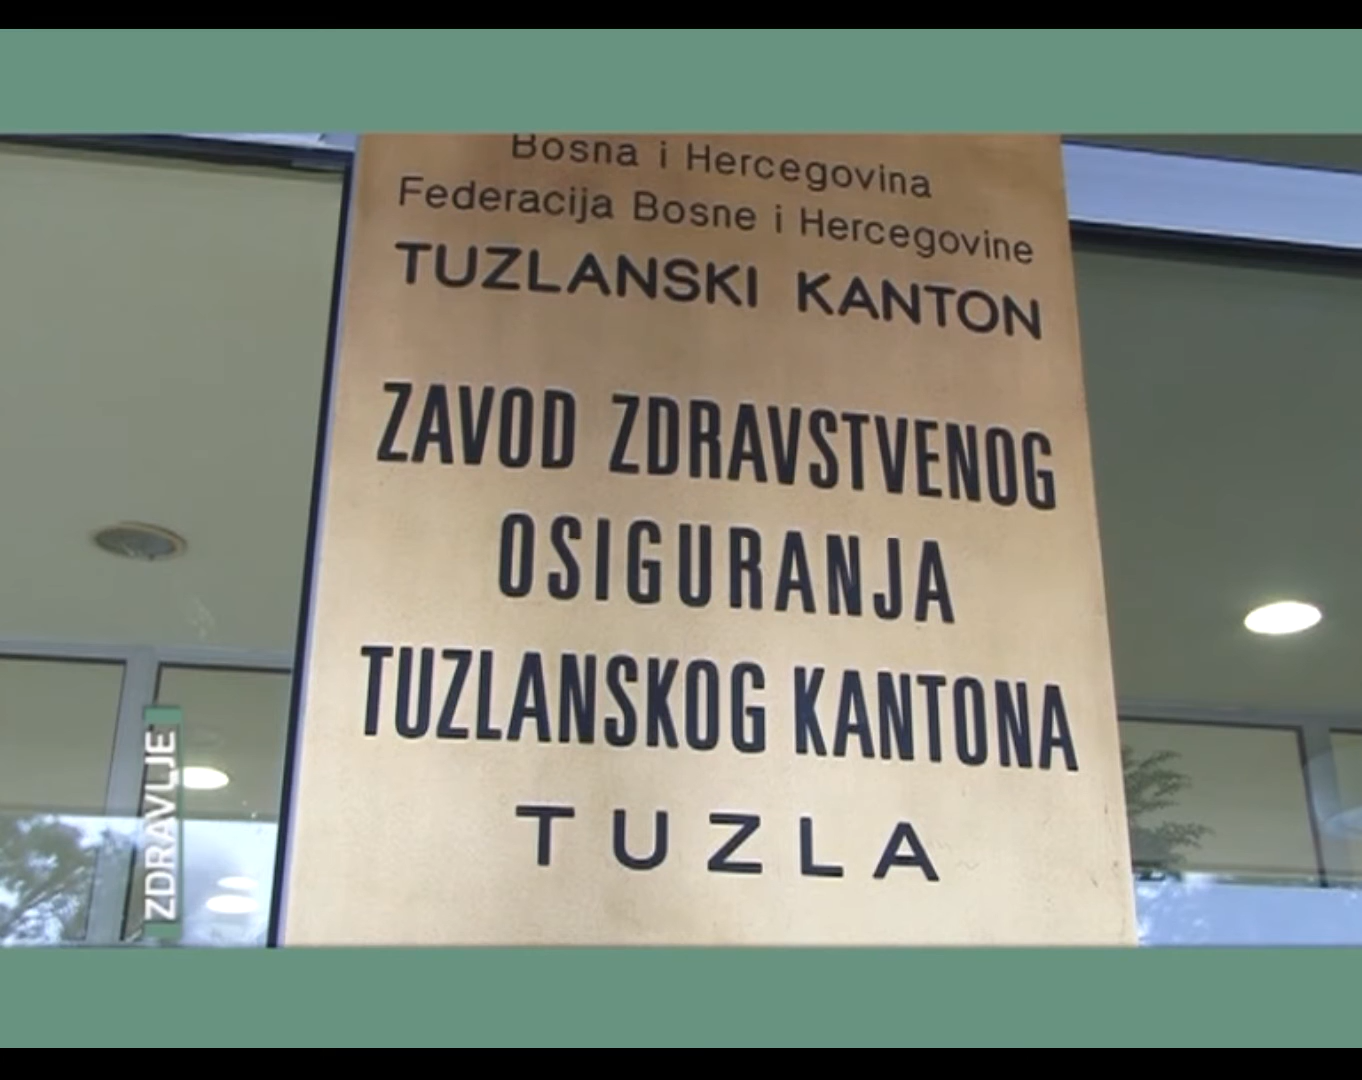 Bosna i Hercegovina
Federacija Bosne i Hercegovine
TUZLANSKI KANTON
ZAVOD ZDRAVSTVENOG
OSIGURANJA
TUZLANSKOG KANTONA
TUZLA
ZDRAVLJE